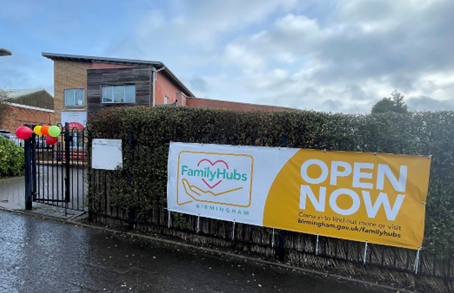 FamilyHubs
BIRMINGHAM
OPEN
NOW
Come in to find out more or visit
birmingham.gov.uk/familyhubs